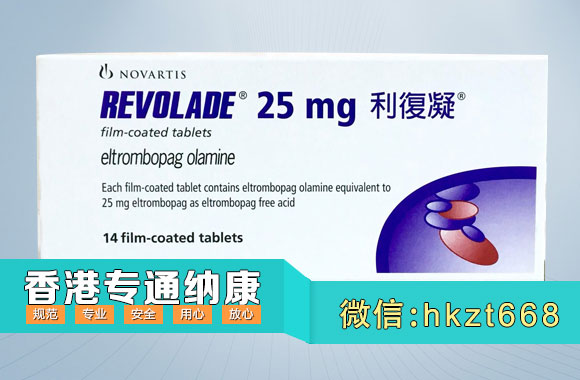 NOVARTIS
REVOLADE® 25 mg 利復凝®
film-coated tablets
eltrombopag olamine
Each film-coated tablet contains eltrombopag olamine equivalent to
25 mg eltrombopag as eltrombopag free acid
14 film-coated tablets
香港专通纳康
规范 专业 安全 用心 放心
微信:hkzt668